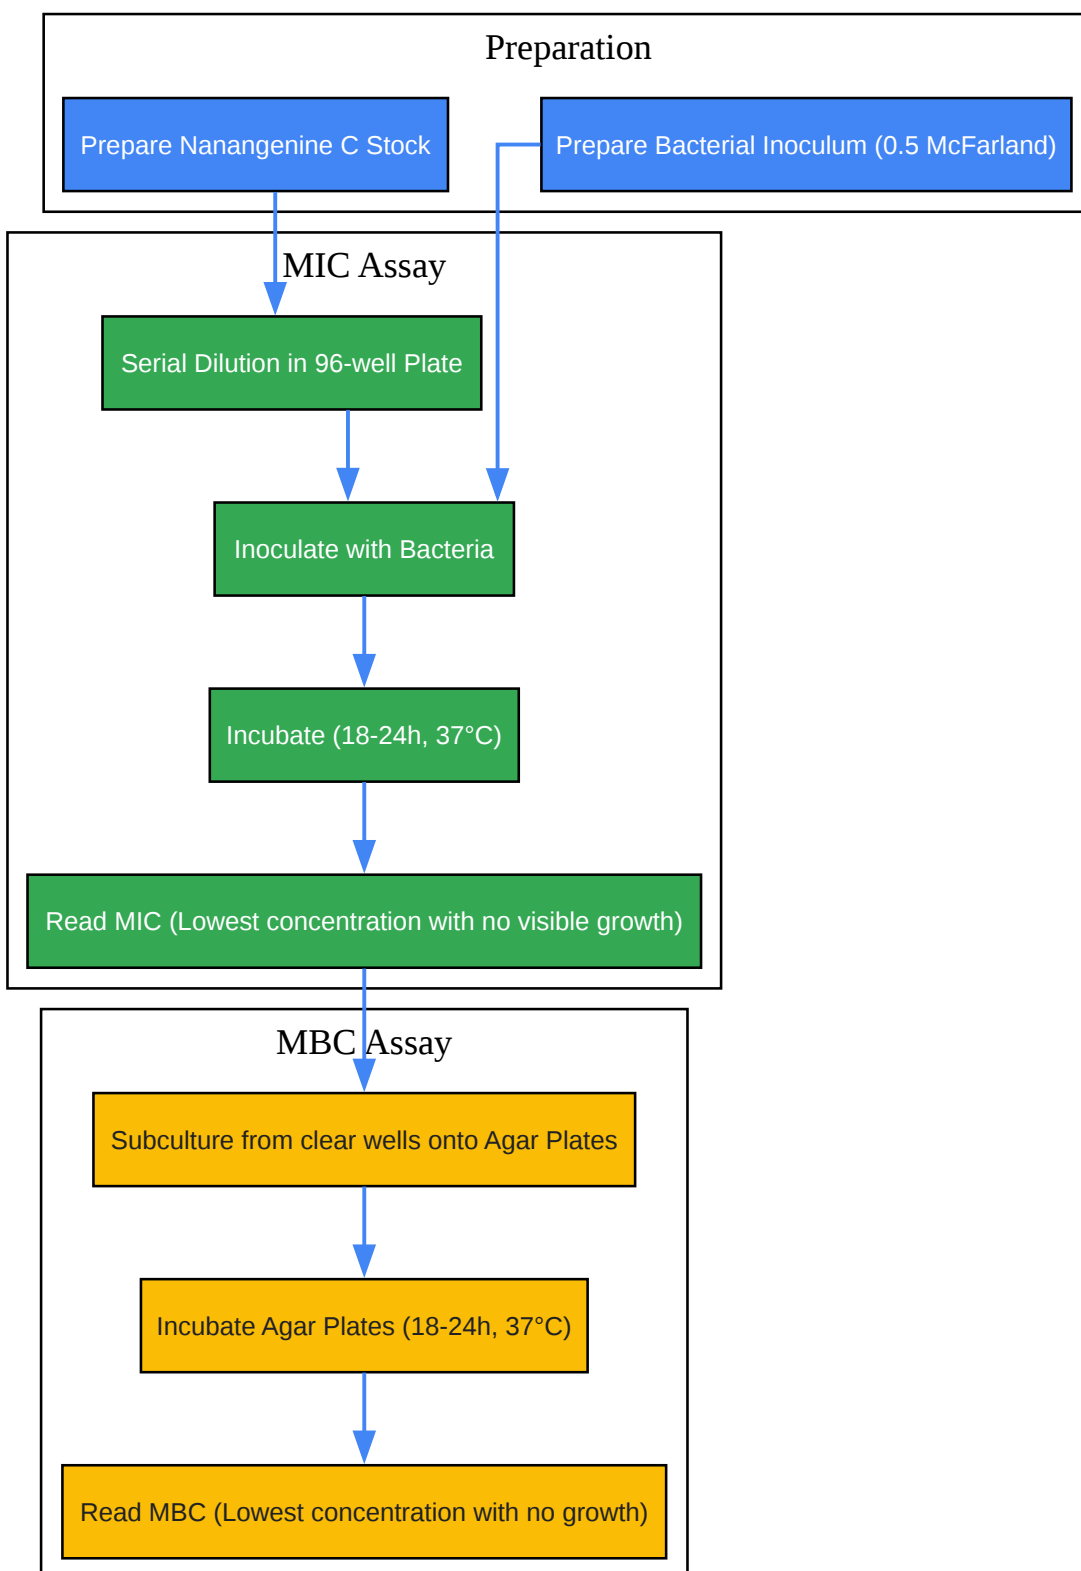 Preparation
Prepare Nanangenine C Stock
Prepare Bacterial Inoculum (0.5 McFarland)
MIC Assay
Serial Dilution in 96-well Plate
Inoculate with Bacteria
Incubate (18-24h, 37°C)
Read MIC (Lowest concentration with no visible growth)
MBC Assay
Subculture from clear wells onto Agar Plates
Incubate Agar Plates (18-24h, 37°C)
Read MBC (Lowest concentration with no growth)